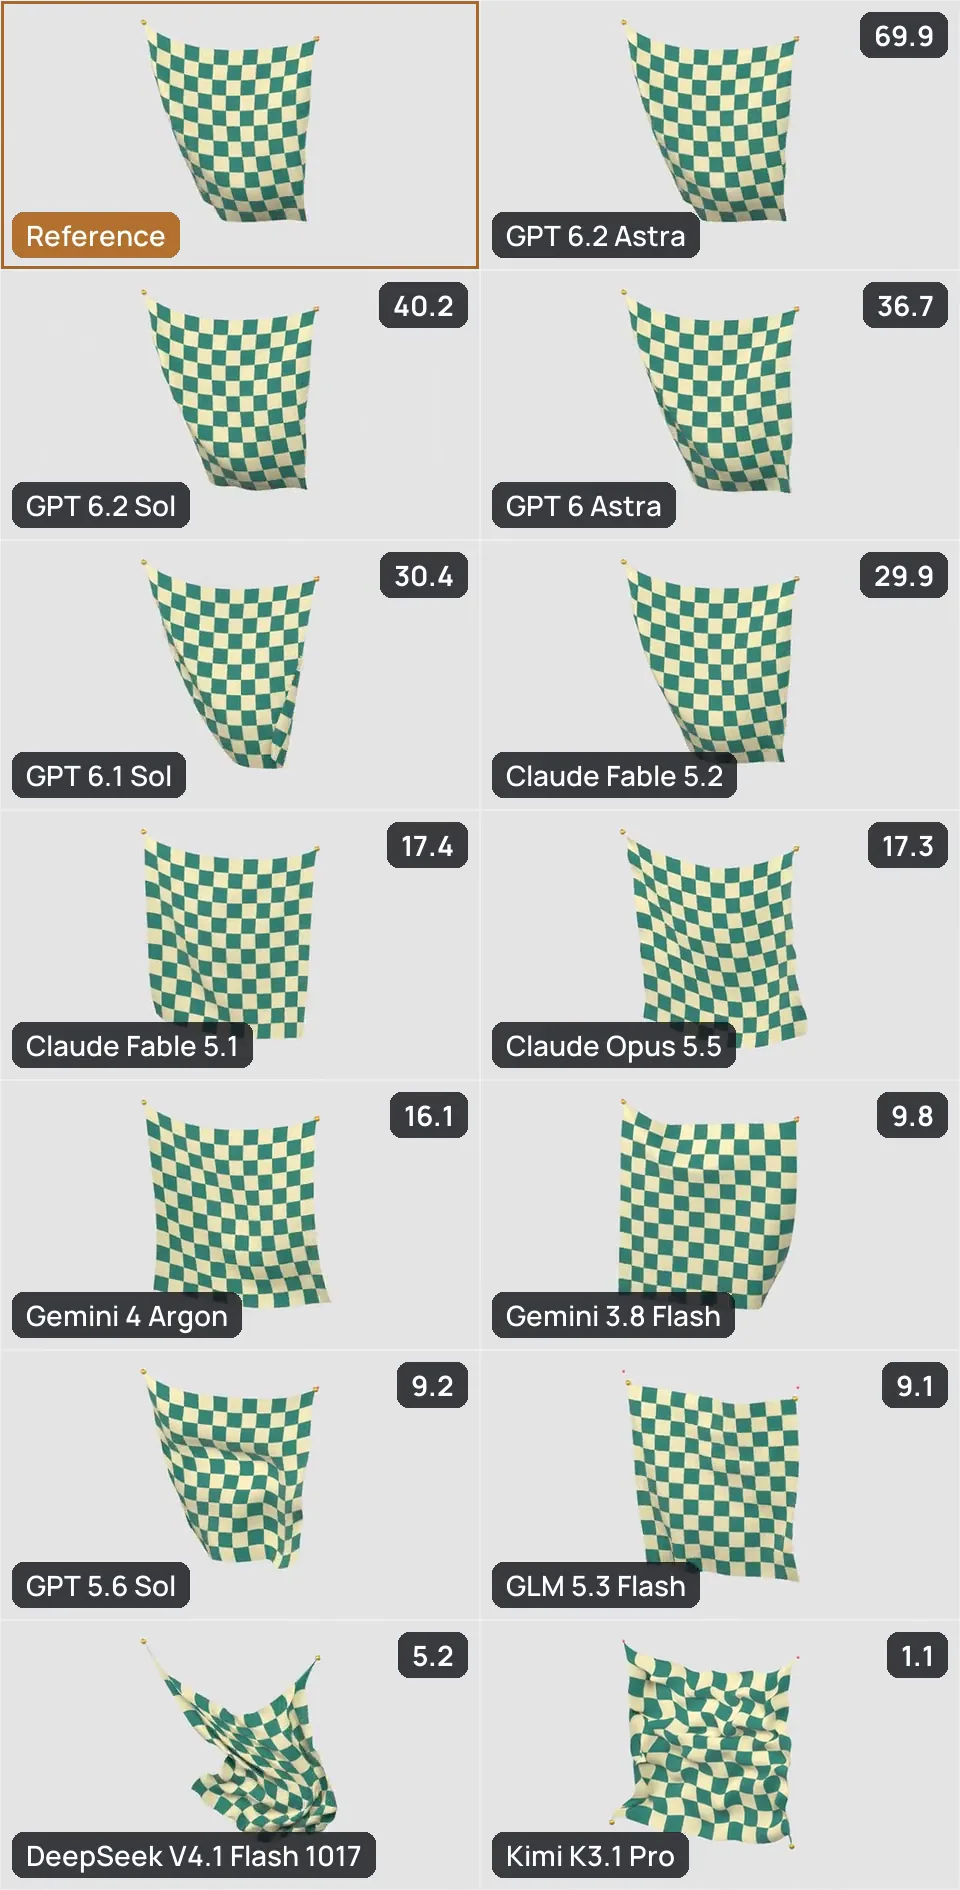 Reference
69.9
GPT 6.2 Astra
40.2
GPT 6.2 Sol
36.7
GPT 6 Astra
30.4
GPT 6.1 Sol
29.9
Claude Fable 5.2
17.4
Claude Fable 5.1
17.3
Claude Opus 5.5
16.1
Gemini 4 Argon
9.8
Gemini 3.8 Flash
9.2
GPT 5.6 Sol
9.1
GLM 5.3 Flash
5.2
DeepSeek V4.1 Flash 1017
1.1
Kimi K3.1 Pro